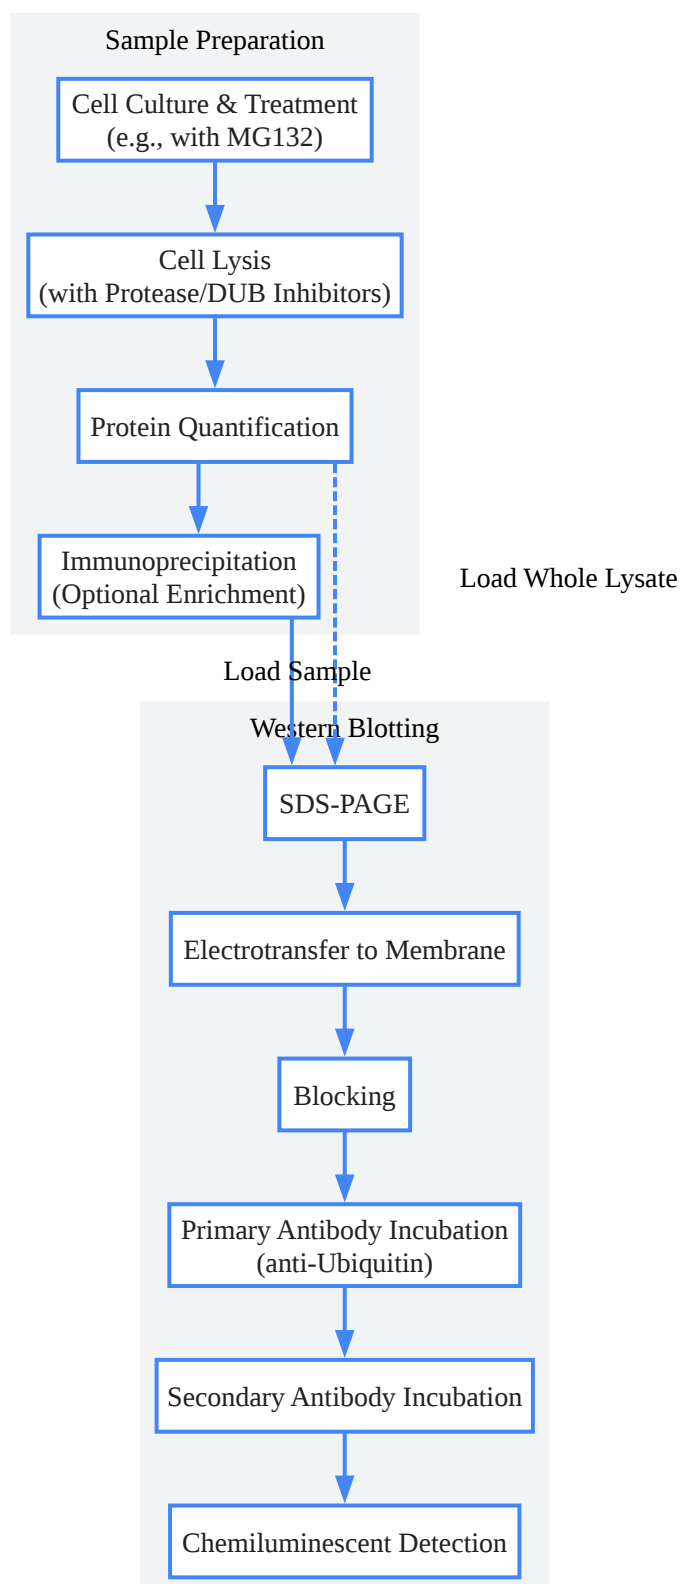 Sample Preparation
Cell Culture & Treatment
(e.g., with MG132)
Cell Lysis
(with Protease/DUB Inhibitors)
Protein Quantification
Immunoprecipitation
(Optional Enrichment)
Load Whole Lysate
Load Sample
Western Blotting
SDS-PAGE
Electrotransfer to Membrane
Blocking
Primary Antibody Incubation
(anti-Ubiquitin)
Secondary Antibody Incubation
Chemiluminescent Detection